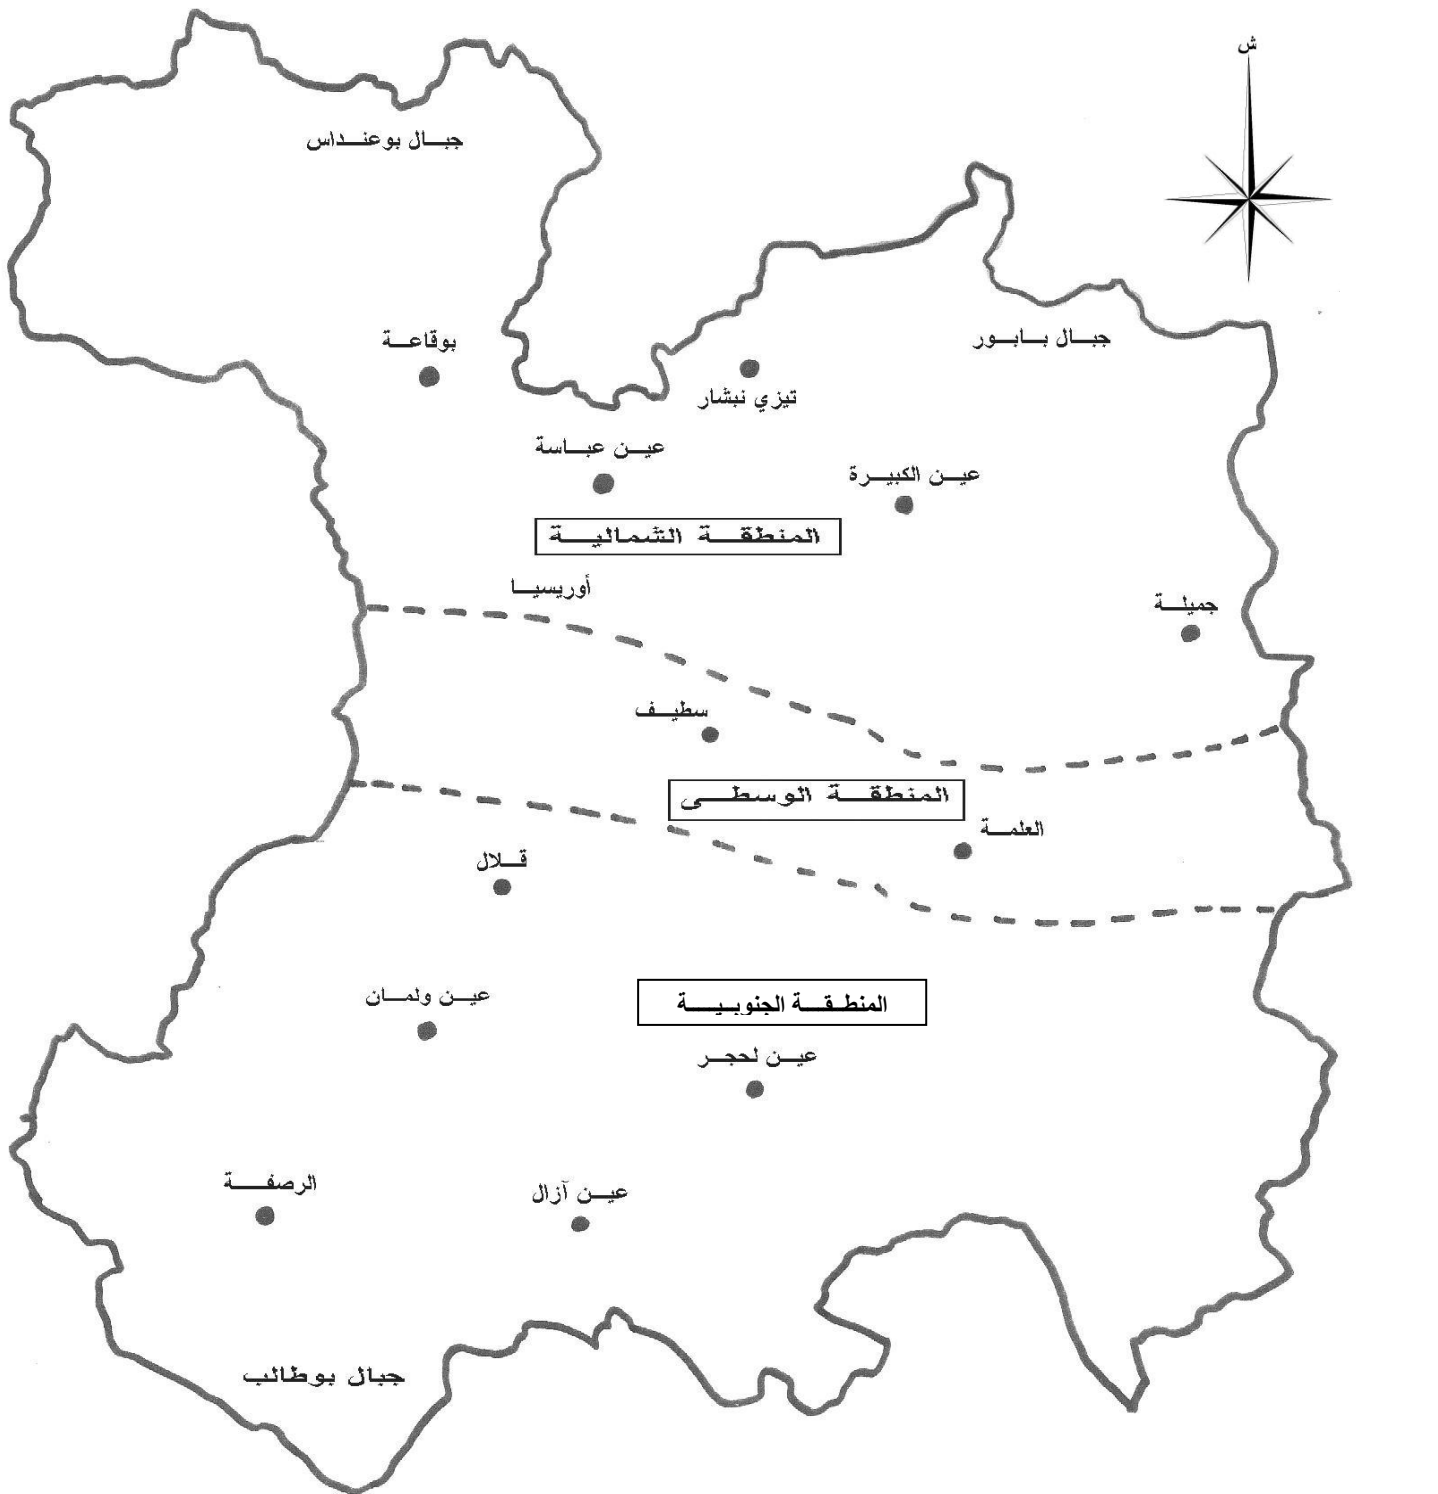 ش
جبال بوعنداس
جبال بابور
بوقاعة
تيزي نبشار
عين عباسة
عين الكبيرة
المنطقة الشمالية
أوريسيا
جميلة
سطيف
المنطقة الوسطى
العلمة
قلال
عين ولمان
المنطقة الجنوبية
عين لحجر
الرصفة
عين آزال
جبال بوطالب